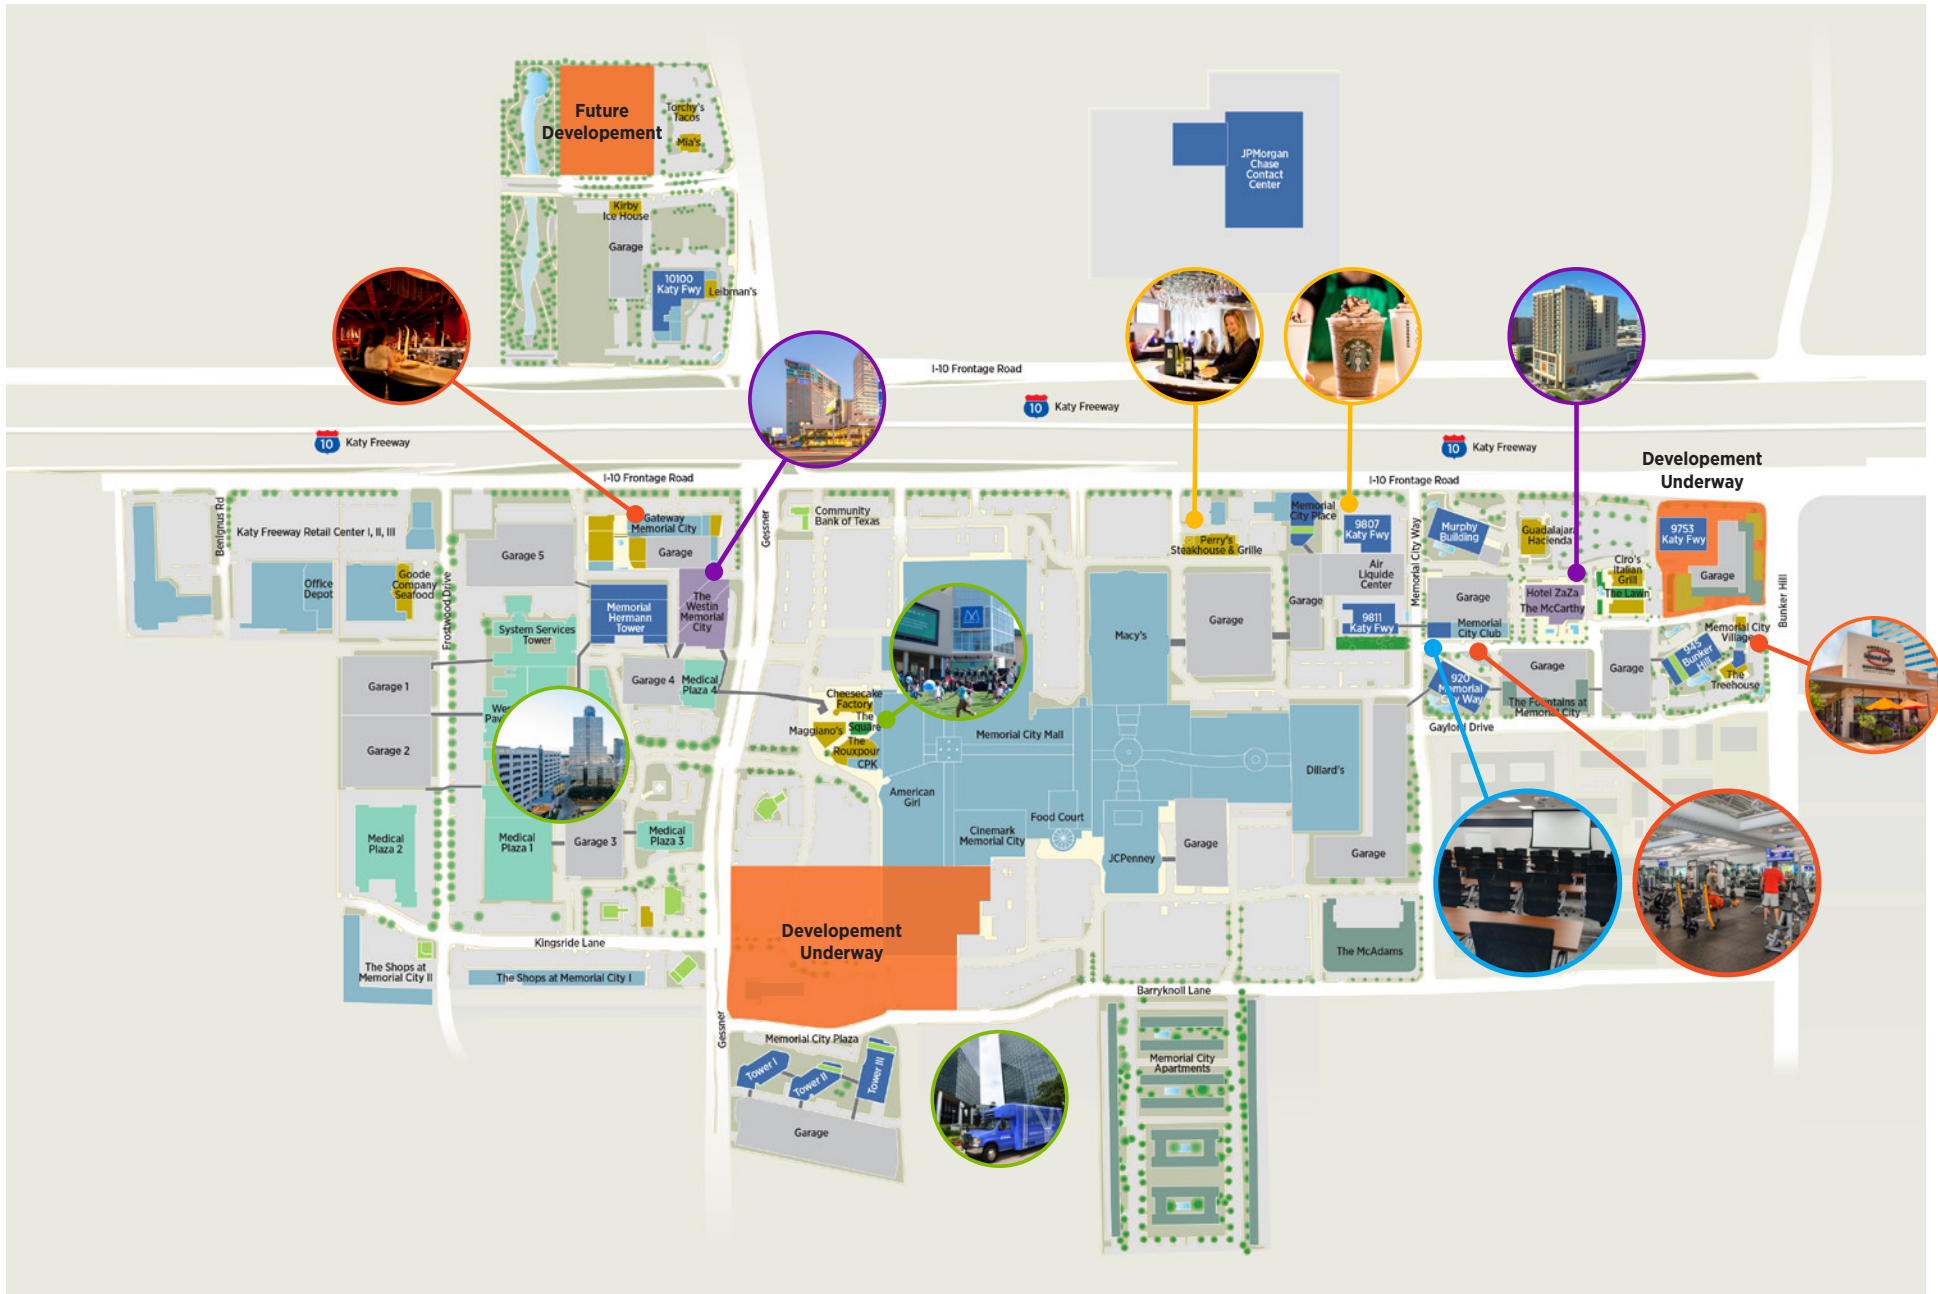 Future
Developement
Torchy's
Tacos
Mia's
JPMorgan
Chase
Contact
Center
Kirby
Ice House
Garage
10100
Katy Fwy
Leibman's
I-10 Frontage Road
10 Katy Freeway
10 Katy Freeway
10 Katy Freeway
I-10 Frontage Road
I-10 Frontage Road
Developement
Underway
Benignus Rd
Katy Freeway Retail Center I, II, III
Office
Depot
Goode
Company
Seafood
Frostwood Drive
Garage 5
Gateway
Memorial City
Garage
Memorial
Hermann
Tower
The
Westin
Memorial
City
System Services
Tower
Gessner
Community
Bank of Texas
Perry's
Steakhouse & Grille
Memorial
City Place
9807
Katy Fwy
Air
Liquide
Center
9811
Katy Fwy
Garage
Garage
Macy's
Memorial City Way
Murphy
Building
Guadalajara
Hacienda
Ciro's
Italian
Grill
The Lawn
Hotel ZaZa
The McCarthy
Garage
Memorial
City Club
9753
Katy Fwy
Garage
Bunker Hill
Memorial City
Village
945
Bunker
Hill
The
Treehouse
Garage
Garage
The Fountains at
Memorial City
920
Memorial
City Way
Gaylord Drive
Garage 1
Garage 2
Garage 4
Medical
Plaza 4
Cheesecake
Factory
The
Square
Maggiano's
The
Rouxpour
CPK
Memorial City Mall
American
Girl
Cinemark
Memorial City
Food Court
JCPenney
Garage
Dillard's
Garage
Medical
Plaza 2
Medical
Plaza 1
Garage 3
Medical
Plaza 3
Developement
Underway
The McAdams
Kingsride Lane
The Shops at
Memorial City II
The Shops at Memorial City I
Barryknoll Lane
Gessner
Memorial City Plaza
Tower I
Tower II
Tower III
Garage
Memorial City
Apartments